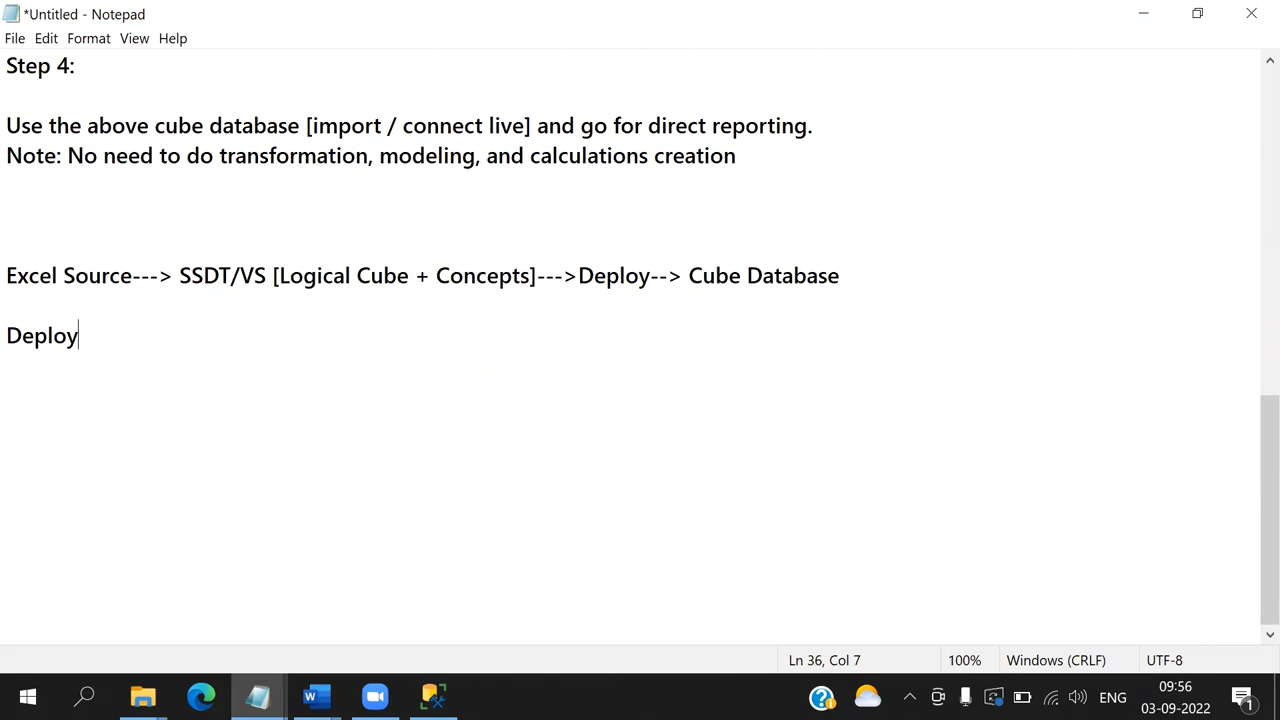 *Untitled - Notepad
File Edit Format View Help
Step 4:
Use the above cube database [import / connect live] and go for direct reporting.
Note: No need to do transformation, modeling, and calculations creation
Excel Source---> SSDT/VS [Logical Cube + Concepts]--->Deploy--> Cube Database
Deploy
Ln 36, Col 7 100% Windows (CRLF) UTF-8
ENG 09:56
03-09-2022